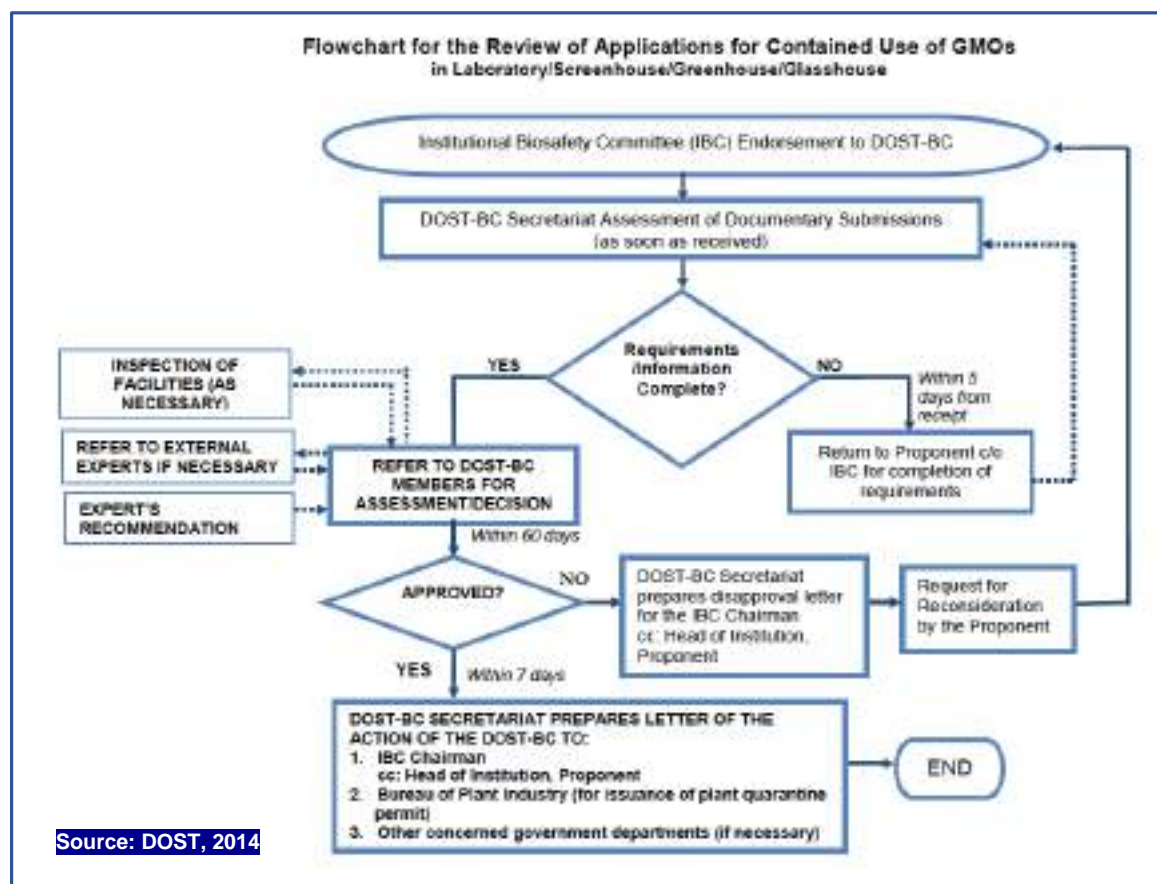 Flowchart for the Review of Applications for Contained Use of GMOs
in Laboratory/Screenhouse/Greenhouse/Glasshouse
Institutional Biosafety Committee (IBC) Endorsement to DOST-BC
DOST-BC Secretariat Assessment of Documentary Submissions
(as soon as received)
Requirements
/Information
Complete?
YES
NO
Within 5
days from
receipt
Return to Proponent c/o
IBC for completion of
requirements
INSPECTION OF
FACILITIES (AS
NECESSARY)
REFER TO EXTERNAL
EXPERTS IF NECESSARY
EXPERT'S
RECOMMENDATION
REFER TO DOST-BC
MEMBERS FOR
ASSESSMENT/DECISION
Within 60 days
APPROVED?
NO
DOST-BC Secretariat
prepares disapproval letter
for the IBC Chairman
cc: Head of Institution,
Proponent
Request for
Reconsideration
by the Proponent
YES
Within 7 days
DOST-BC SECRETARIAT PREPARES LETTER OF THE
ACTION OF THE DOST-BC TO:
1. IBC Chairman
cc: Head of Institution, Proponent
2. Bureau of Plant Industry (for issuance of plant quarantine
permit)
3. Other concerned government departments (if necessary)
END
Source: DOST, 2014